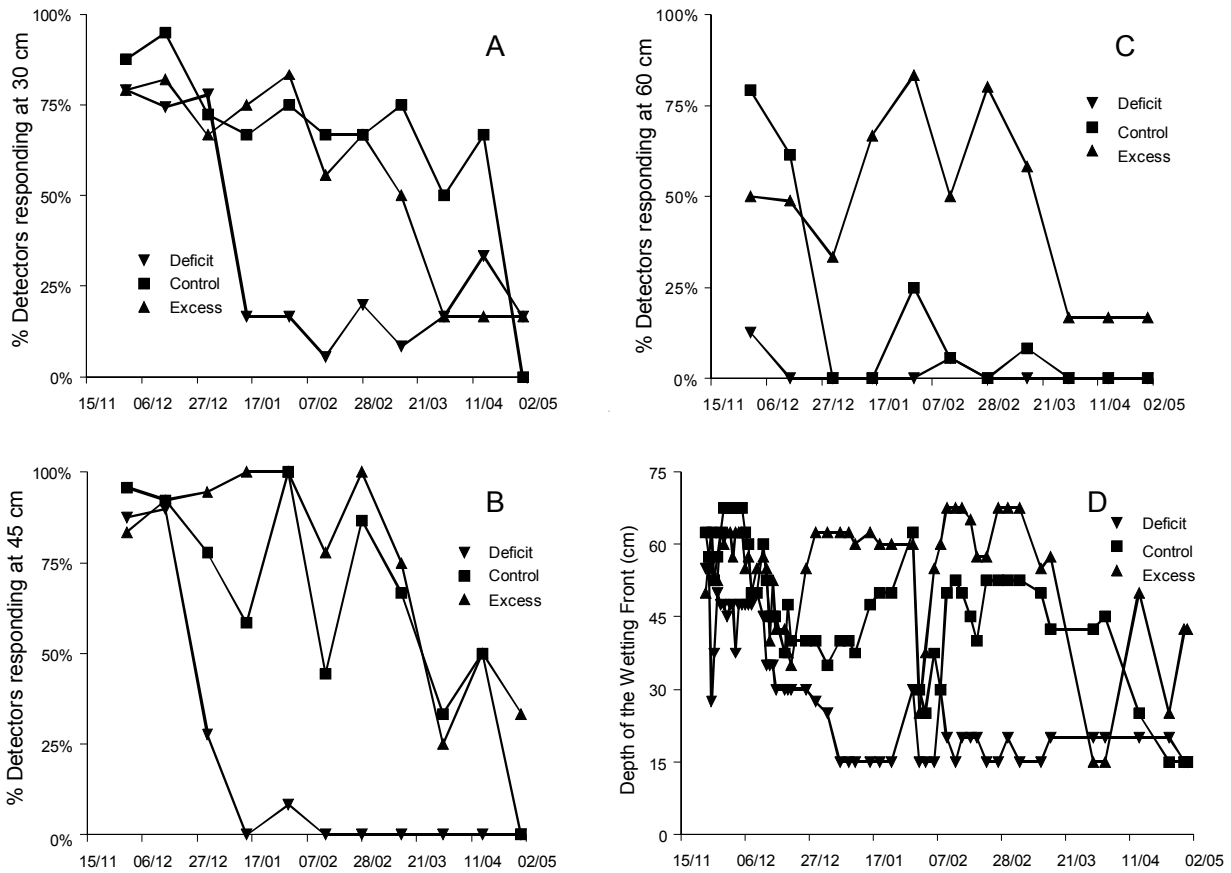 % Detectors responding at 30 cm
100%
75%
50%
25%
0%
A
Deficit
Control
Excess
15/11 06/12 27/12 17/01 07/02 28/02 21/03 11/04 02/05
% Detectors responding at 60 cm
100%
75%
50%
25%
0%
C
Deficit
Control
Excess
15/11 06/12 27/12 17/01 07/02 28/02 21/03 11/04 02/05
% Detectors responding at 45 cm
100%
75%
50%
25%
0%
B
Deficit
Control
Excess
15/11 06/12 27/12 17/01 07/02 28/02 21/03 11/04 02/05
Depth of the Wetting Front (cm)
75
60
45
30
15
0
D
Deficit
Control
Excess
15/11 06/12 27/12 17/01 07/02 28/02 21/03 11/04 02/05